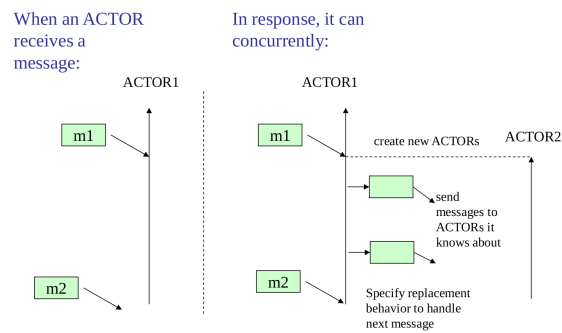 When an ACTOR
receives a
message:
ACTOR1
m1
m2
In response, it can
concurrently:
ACTOR1
m1
create new ACTORs
ACTOR2
send
messages to
ACTORs it
knows about
m2
Specify replacement
behavior to handle
next message